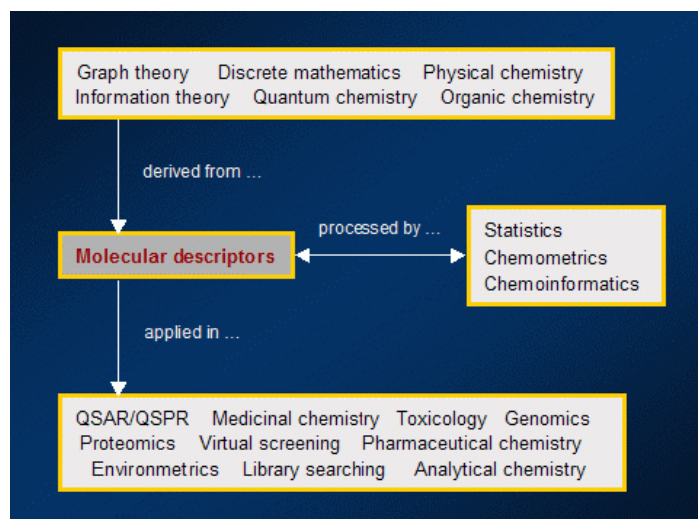 Graph theory Discrete mathematics Physical chemistry
Information theory Quantum chemistry Organic chemistry
derived from ...
processed by ...
Molecular descriptors
Statistics
Chemometrics
Chemoinformatics
applied in ...
QSAR/QSPR Medicinal chemistry Toxicology Genomics
Proteomics Virtual screening Pharmaceutical chemistry
Environmetrics Library searching Analytical chemistry